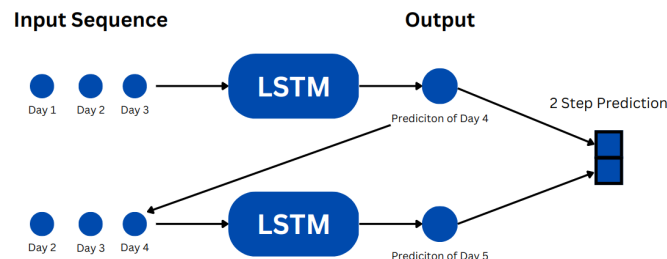 Input Sequence
Output
LSTM
Day 1
Day 2
Day 3
2 Step Prediction
Prediciton of Day 4
LSTM
Day 2
Day 3
Day 4
Prediciton of Day 5